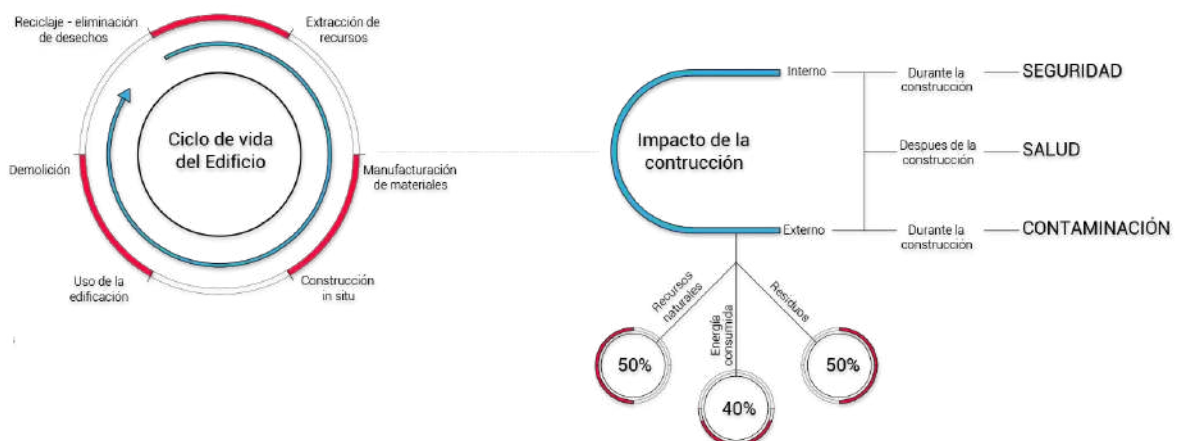 Reciclaje - eliminación
de desechos
Extracción de
recursos
Ciclo de vida
del Edificio
Demolición
Manufacturación
de materiales
Uso de la
edificación
Construcción
in situ
Impacto de la
contrucción
Interno
Durante la
construcción
SEGURIDAD
Despues de la
construcción
SALUD
Externo
Durante la
construcción
CONTAMINACIÓN
Recursos
naturales
50%
Energía
consumida
40%
Residuos
50%